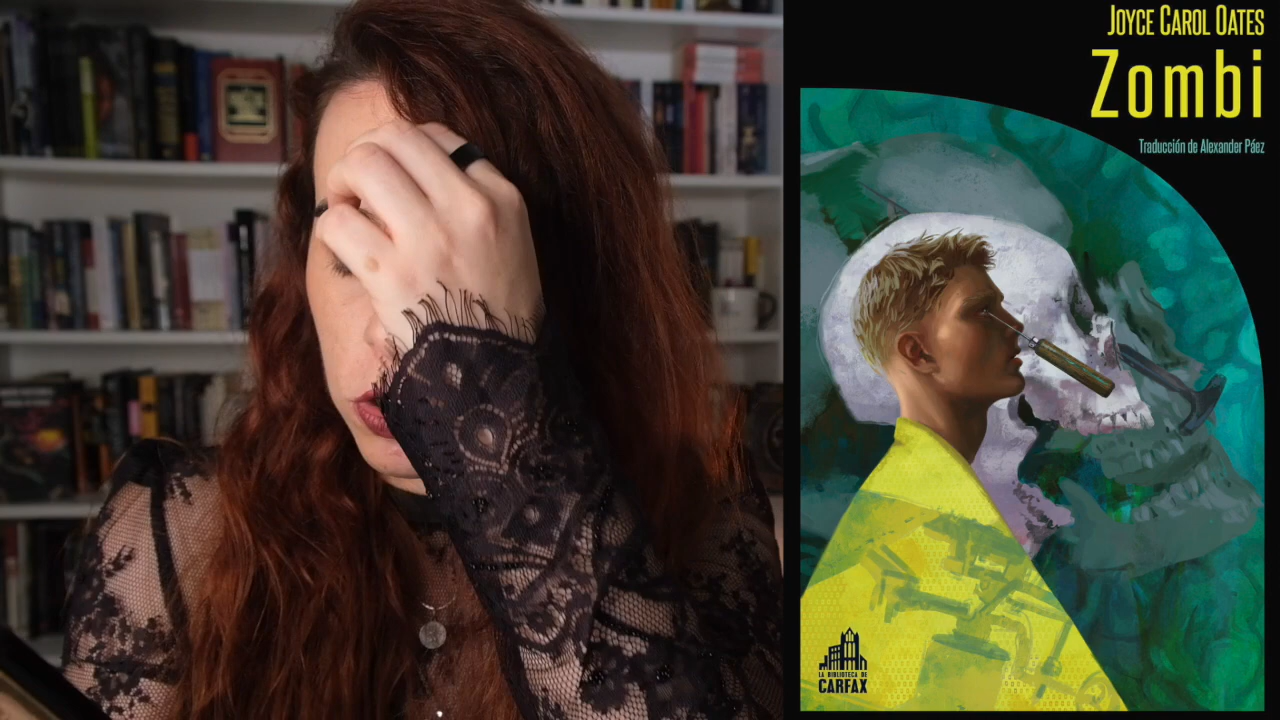 JOYCE CAROL OATES
Zombi
Traducción de Alexander Páez
LA BIBLIOTECA DE
CARFAX